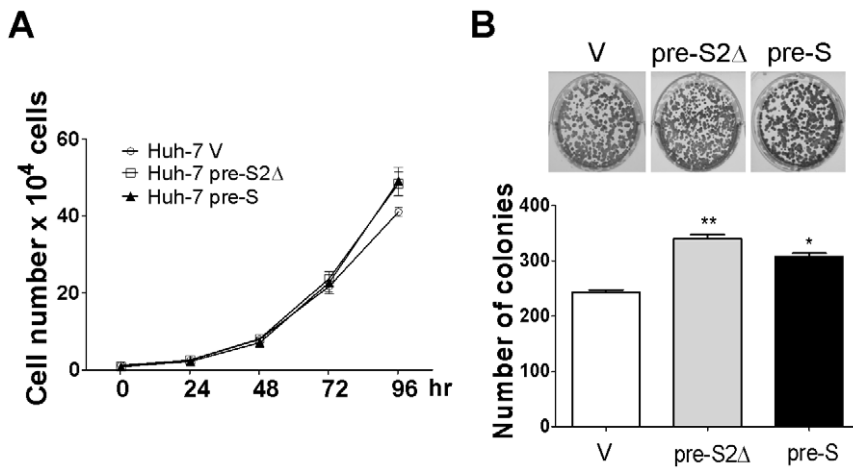 A
Cell number x 10⁴ cells
60
40
20
0
Huh-7 V
Huh-7 pre-S2Δ
Huh-7 pre-S
0 24 48 72 96 hr
B
V pre-S2Δ pre-S
Number of colonies
400
300
200
100
0
**
*
V pre-S2Δ pre-S